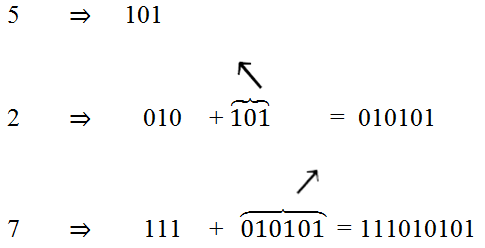 5 ⇒ 101
2 ⇒ 010 + 101 = 010101
7 ⇒ 111 + 010101 = 111010101